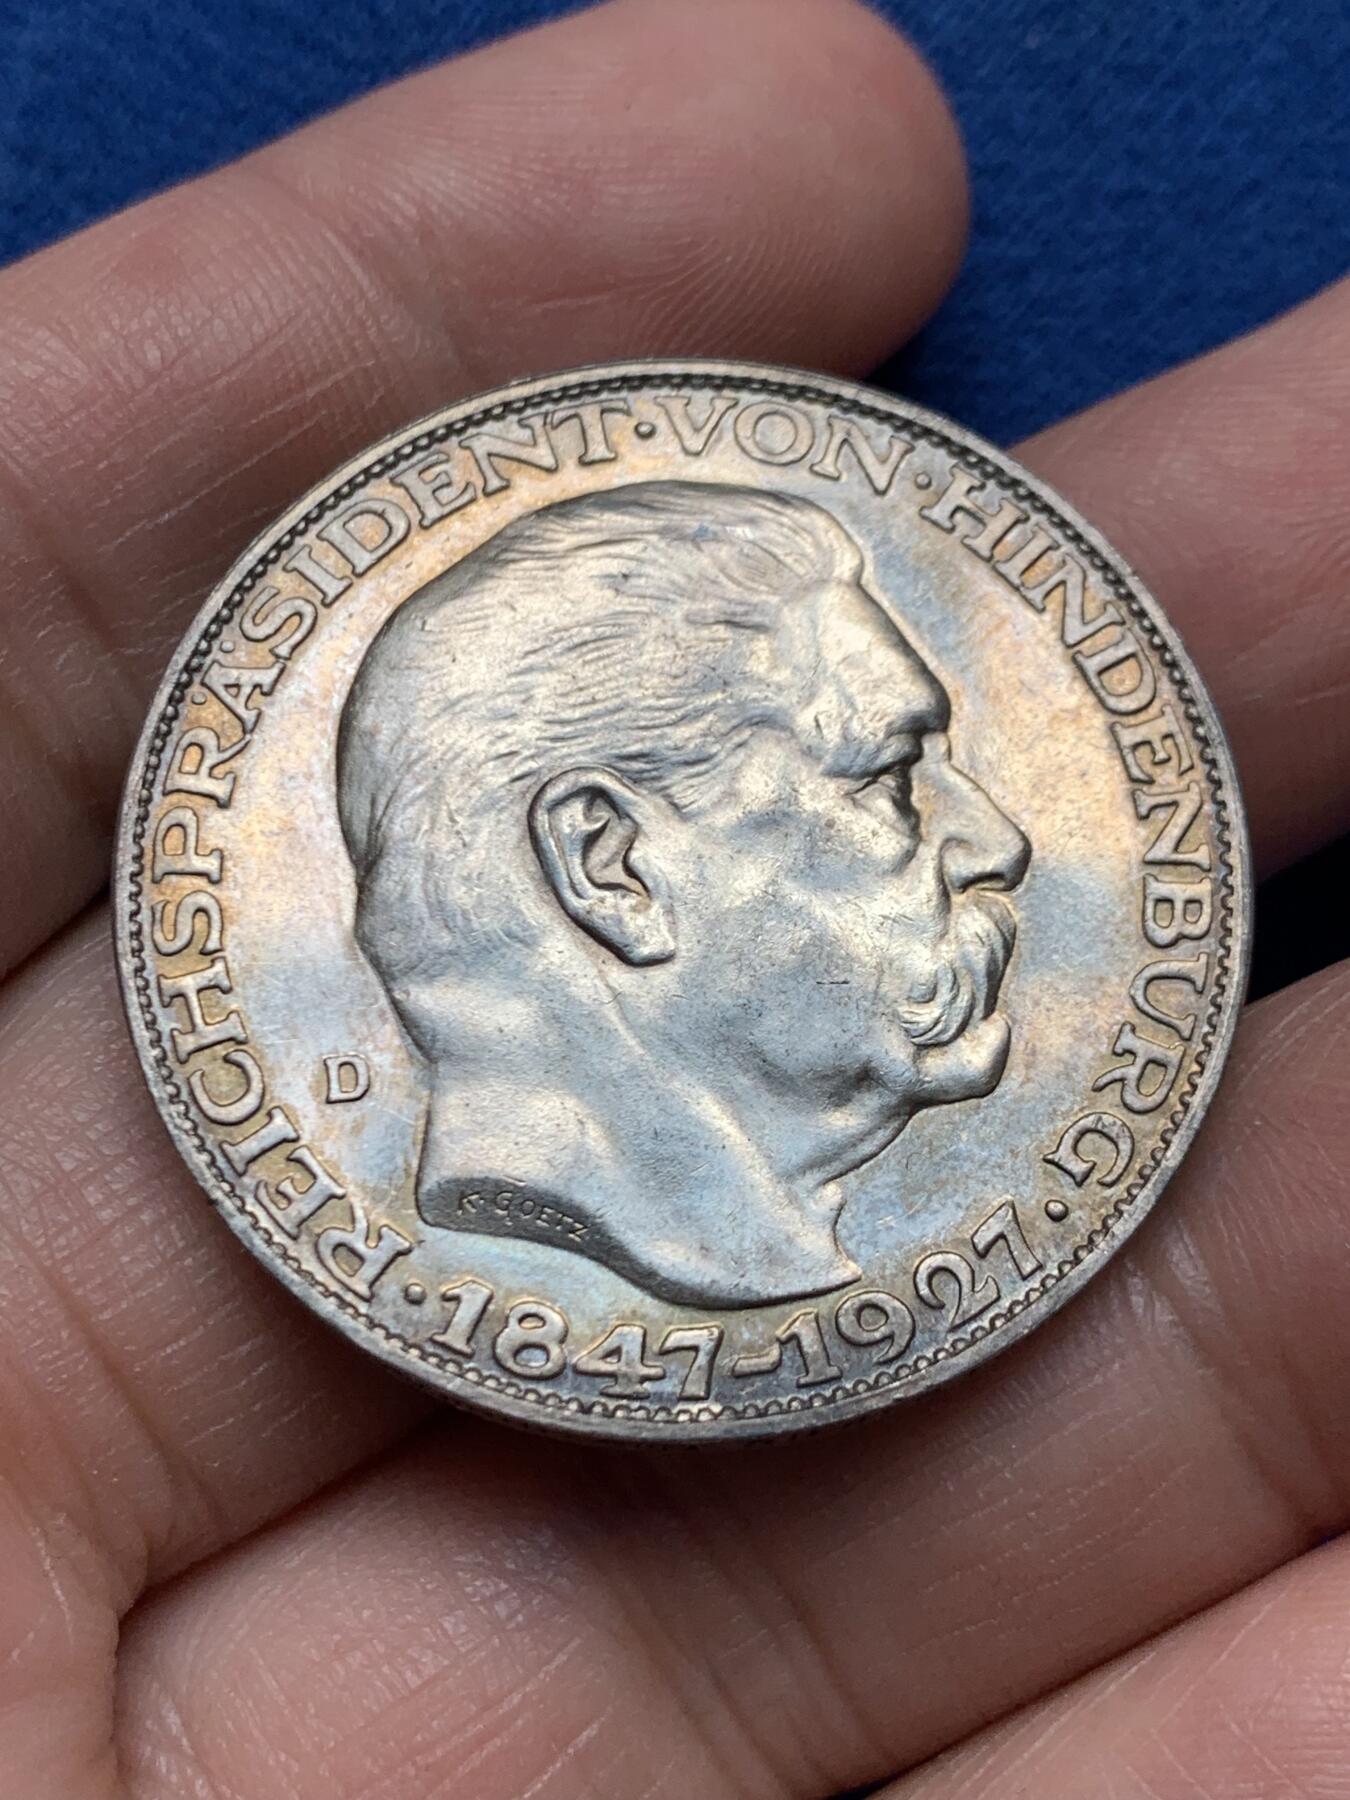 REICHSPRÄSIDENT·VON·HINDENBURG·
·1847-1927
D
K·GOETZ